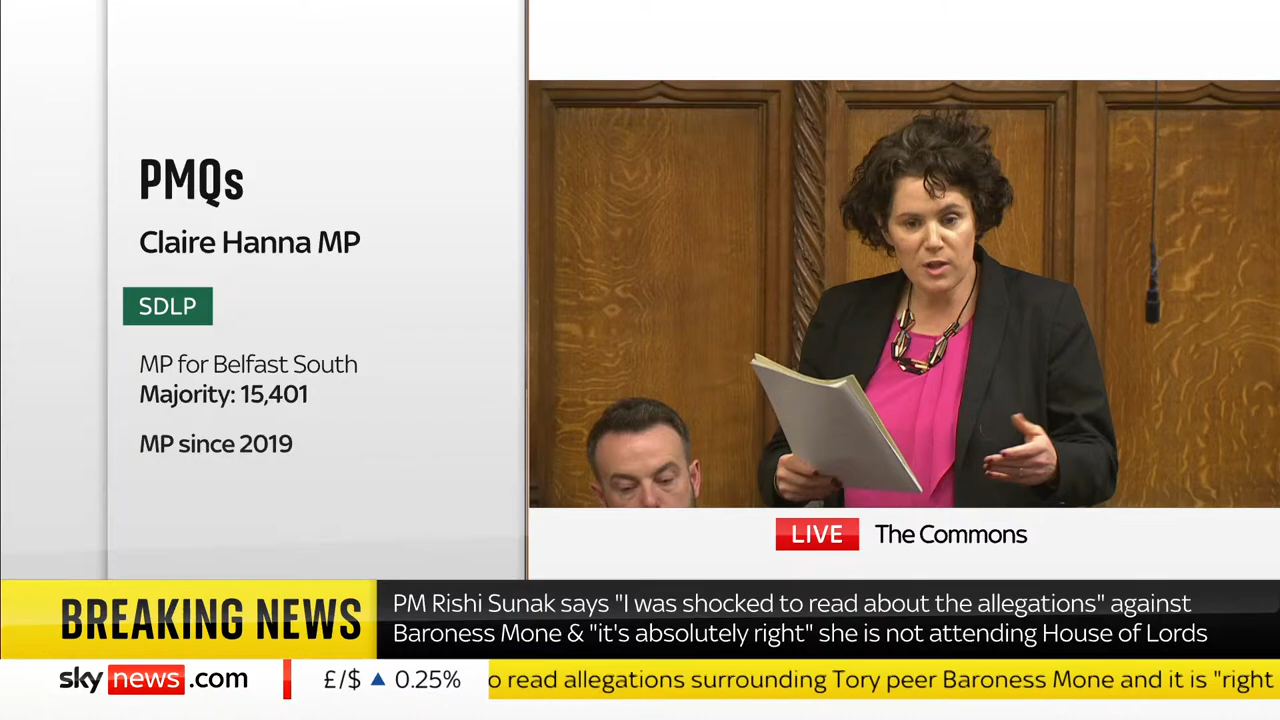 PMQs
Claire Hanna MP
SDLP
MP for Belfast South
Majority: 15,401
MP since 2019
LIVE The Commons
BREAKING NEWS
PM Rishi Sunak says "I was shocked to read about the allegations" against
Baroness Mone & "it's absolutely right" she is not attending House of Lords
sky news .com
£/$ ▲ 0.25%
o read allegations surrounding Tory peer Baroness Mone and it is "right